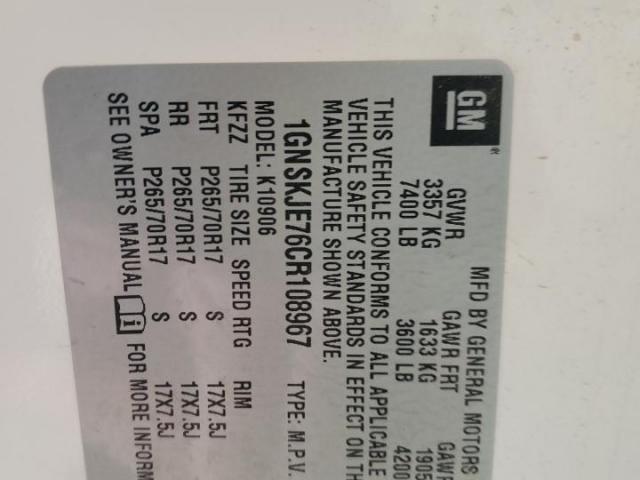 GM
MFD BY GENERAL MOTORS
GVWR GAWR FRT GAWR
3357 KG 1633 KG 1905
7400 LB 3600 LB 4200
THIS VEHICLE CONFORMS TO ALL APPLICABLE
VEHICLE SAFETY STANDARDS IN EFFECT ON TH
MANUFACTURE SHOWN ABOVE.
1GNSKJE76CR108967 TYPE: M.P.V.
MODEL: K10906
KFZZ TIRE SIZE SPEED RTG RIM
FRT P265/70R17 S 17X7.5J
RR P265/70R17 S 17X7.5J
SPA P265/70R17 S 17X7.5J
SEE OWNER'S MANUAL FOR MORE INFORM